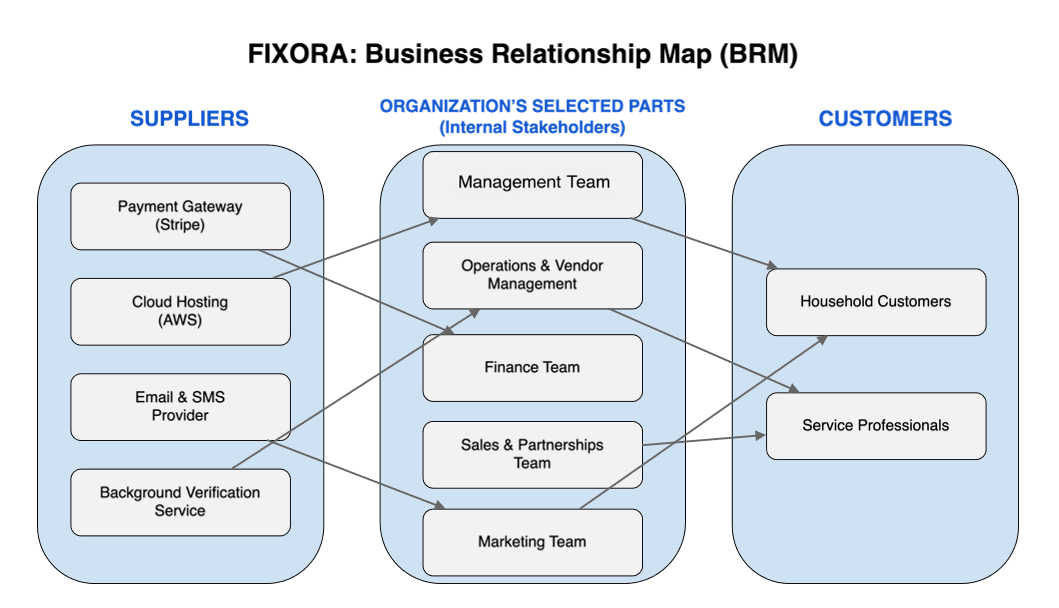 FIXORA: Business Relationship Map (BRM)
SUPPLIERS
Payment Gateway
(Stripe)
Cloud Hosting
(AWS)
Email & SMS
Provider
Background Verification
Service
ORGANIZATION’S SELECTED PARTS
(Internal Stakeholders)
Management Team
Operations & Vendor
Management
Finance Team
Sales & Partnerships
Team
Marketing Team
CUSTOMERS
Household Customers
Service Professionals